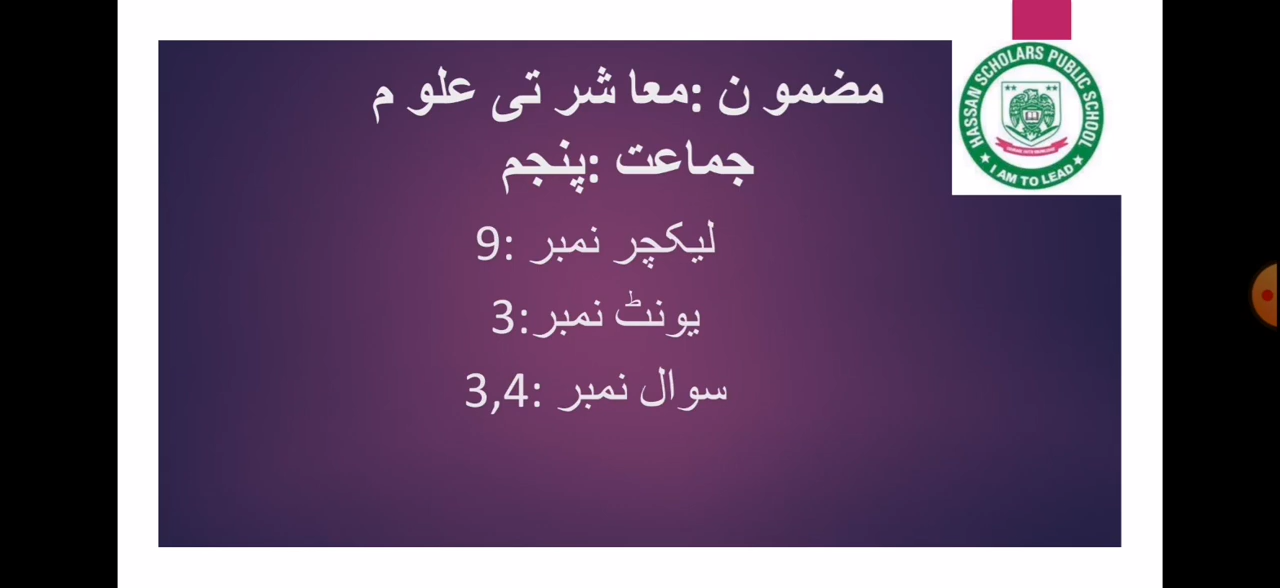 مضمو ن :معا شر تی علو م
جماعت :پنجم
لیکچر نمبر :9
یونٹ نمبر:3
سوال نمبر :3,4
HASSAN SCHOLARS PUBLIC SCHOOL
★ I AM TO LEAD ★